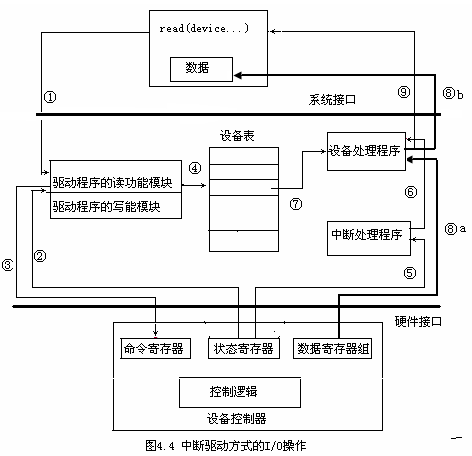 read(device...)
数据
①
⑨
⑧b
系统接口
设备表
设备处理程序
④
驱动程序的读功能模块
驱动程序的写能模块
⑦
⑥
中断处理程序
⑧a
②
③
⑤
硬件接口
命令寄存器
状态寄存器
数据寄存器组
控制逻辑
设备控制器
图4.4 中断驱动方式的I/O操作